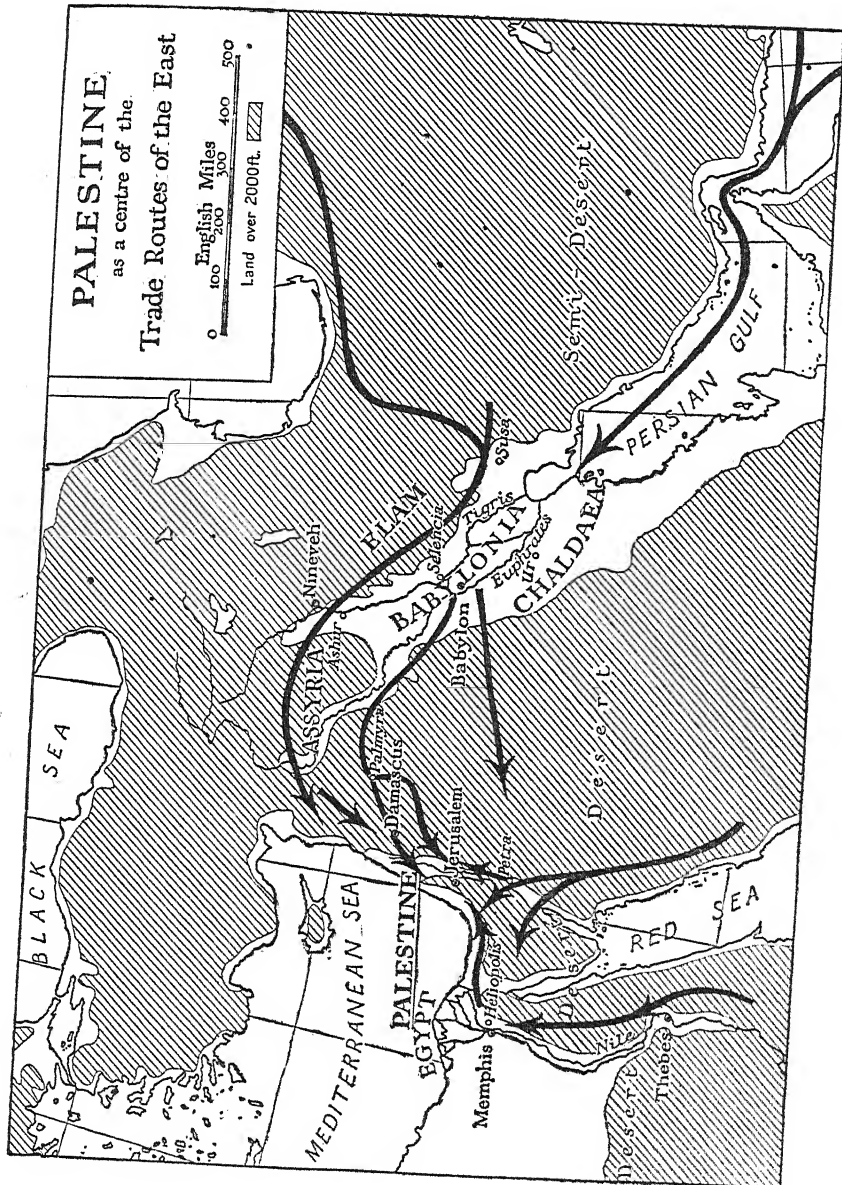 PALESTINE
as a centre of the
Trade Routes of the East
English Miles
0 100 200 300 400 500
Land over 2000ft.
BLACK SEA
MEDITERRANEAN SEA
PALESTINE
EGYPT
Memphis
Heliopolis
Nile
Thebes
Desert
Desert
RED SEA
Petra
Jerusalem
Damascus
Palmyra
ASSYRIA
Ashur
Nineveh
ELAM
Seleucia
Tigris
BABYLONIA
Babylon
Euphrates
Ur
CHALDAEA
Susa
Desert
Semi-Desert
PERSIAN GULF